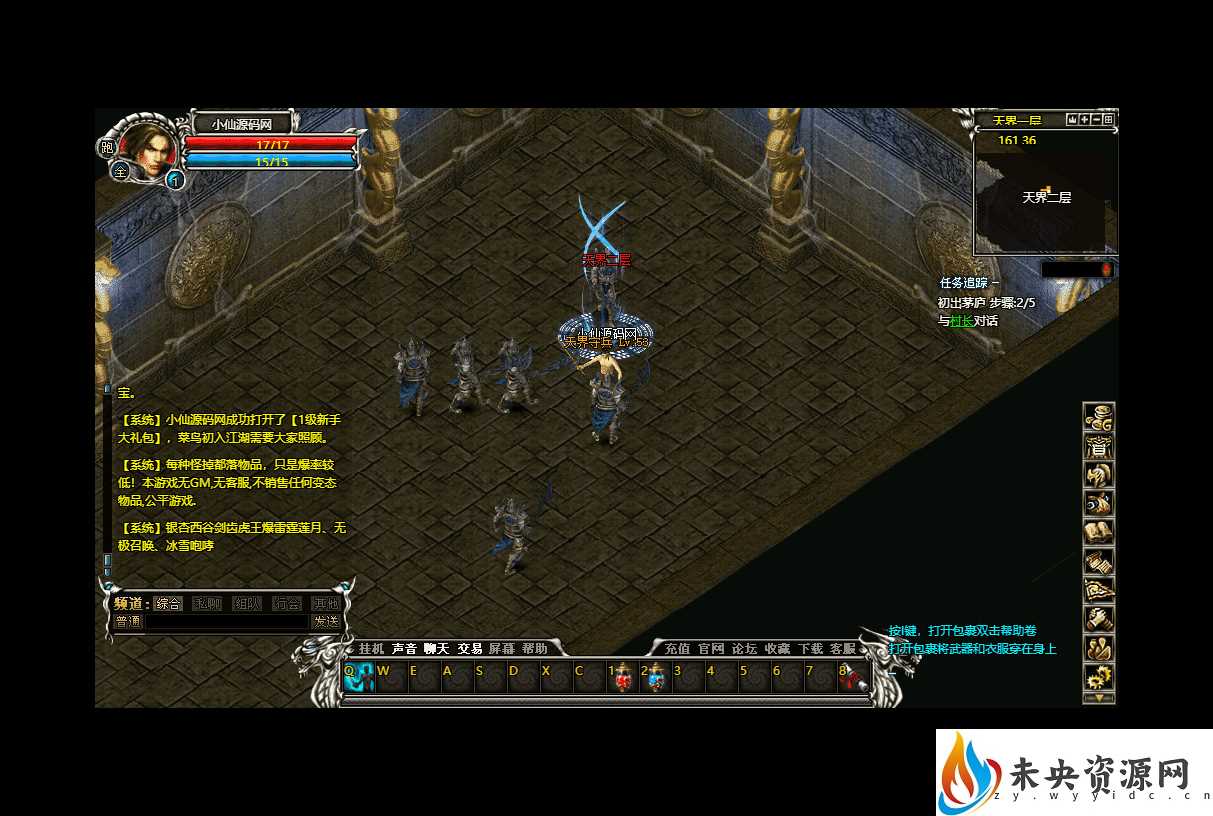 小仙源码网
跑
17/17
15/15
全
1
天界一层
161 36
天界二层
天界二层
任务追踪 -
初出茅庐 步骤:2/5
与村长对话
小仙源码网
天界守兵 Lv:53
宝。
【系统】小仙源码网成功打开了【1级新手
大礼包】，菜鸟初入江湖需要大家照顾。
【系统】每种怪掉都落物品，只是爆率较
低！本游戏无GM,无客服,不销售任何变态
物品,公平游戏.
【系统】银杏西谷剑齿虎王爆雷霆莲月、无
极召唤、冰雪咆哮
频道：综合 私聊 组队 行会 其他
普通 发送
挂机 声音 聊天 交易 屏幕 帮助
充值 官网 论坛 收藏 下载 客服
Q W E A S D X C 1 2 3 4 5 6 7 8
按I键，打开包裹双击帮助卷
打开包裹将武器和衣服穿在身上
未央资源网
zy.wyyidc.cn